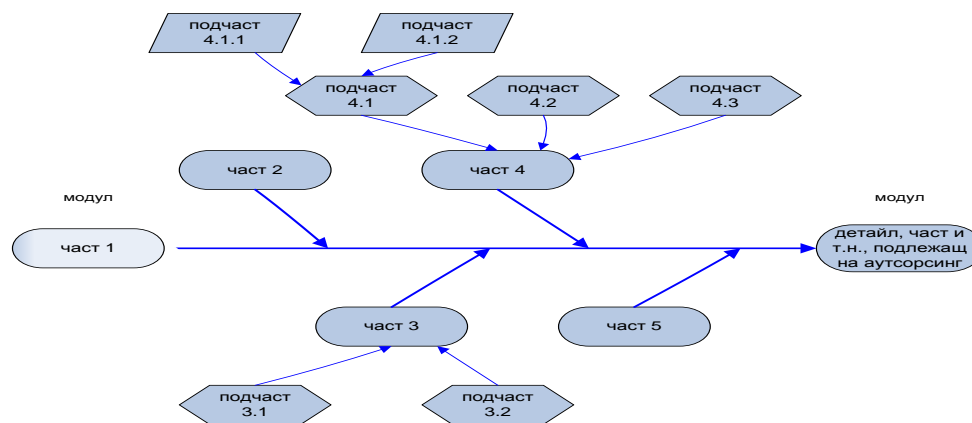 подчаст
4.1.1
подчаст
4.1.2
подчаст
4.1
подчаст
4.2
подчаст
4.3
част 2
част 4
модул
модул
част 1
детайл, част и
т.н., подлежащ
на аутсорсинг
част 3
част 5
подчаст
3.1
подчаст
3.2